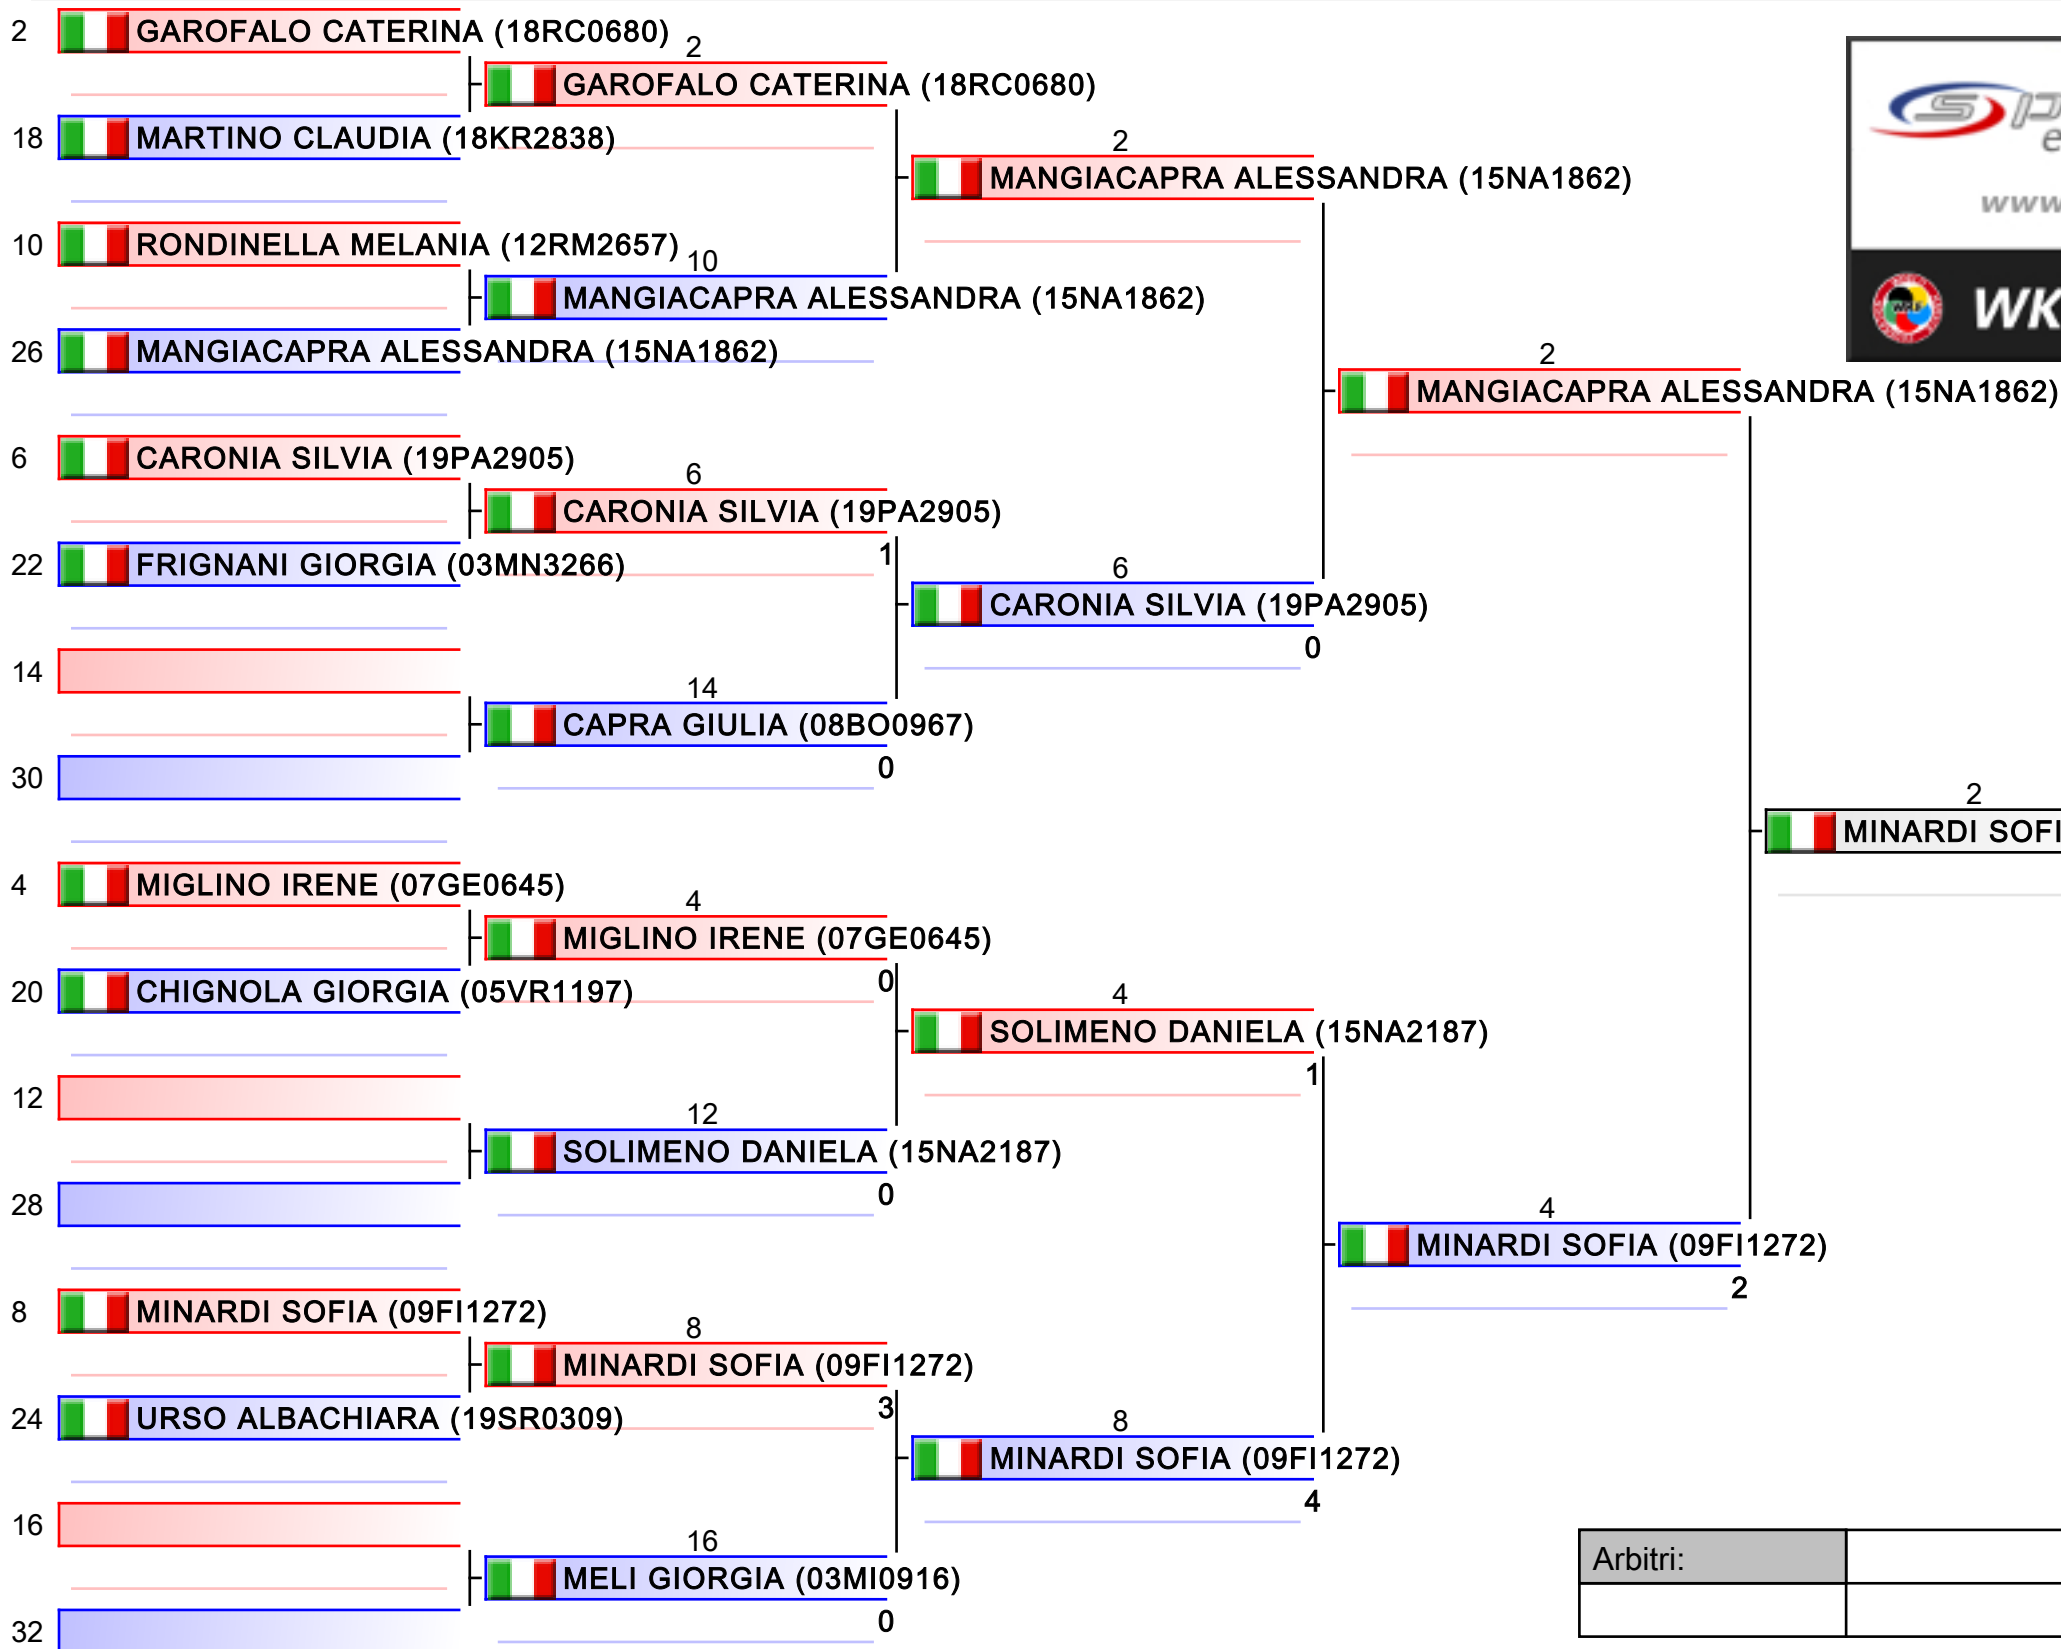 2 GAROFALO CATERINA (18RC0680)
2
GAROFALO CATERINA (18RC0680)
18 MARTINO CLAUDIA (18KR2838)
2
MANGIACAPRA ALESSANDRA (15NA1862)
www
10 RONDINELLA MELANIA (12RM2657)
10
MANGIACAPRA ALESSANDRA (15NA1862)
WK
26 MANGIACAPRA ALESSANDRA (15NA1862)
2
MANGIACAPRA ALESSANDRA (15NA1862)
6 CARONIA SILVIA (19PA2905)
6
CARONIA SILVIA (19PA2905)
1
22 FRIGNANI GIORGIA (03MN3266)
6
CARONIA SILVIA (19PA2905)
0
14
14
CAPRA GIULIA (08BO0967)
0
30
2
MINARDI SOFI
4 MIGLINO IRENE (07GE0645)
4
MIGLINO IRENE (07GE0645)
0
20 CHIGNOLA GIORGIA (05VR1197)
4
SOLIMENO DANIELA (15NA2187)
1
12
12
SOLIMENO DANIELA (15NA2187)
0
28
4
MINARDI SOFIA (09FI1272)
2
8 MINARDI SOFIA (09FI1272)
8
MINARDI SOFIA (09FI1272)
3
24 URSO ALBACHIARA (19SR0309)
8
MINARDI SOFIA (09FI1272)
4
16
16
MELI GIORGIA (03MI0916)
0
32
Arbitri: